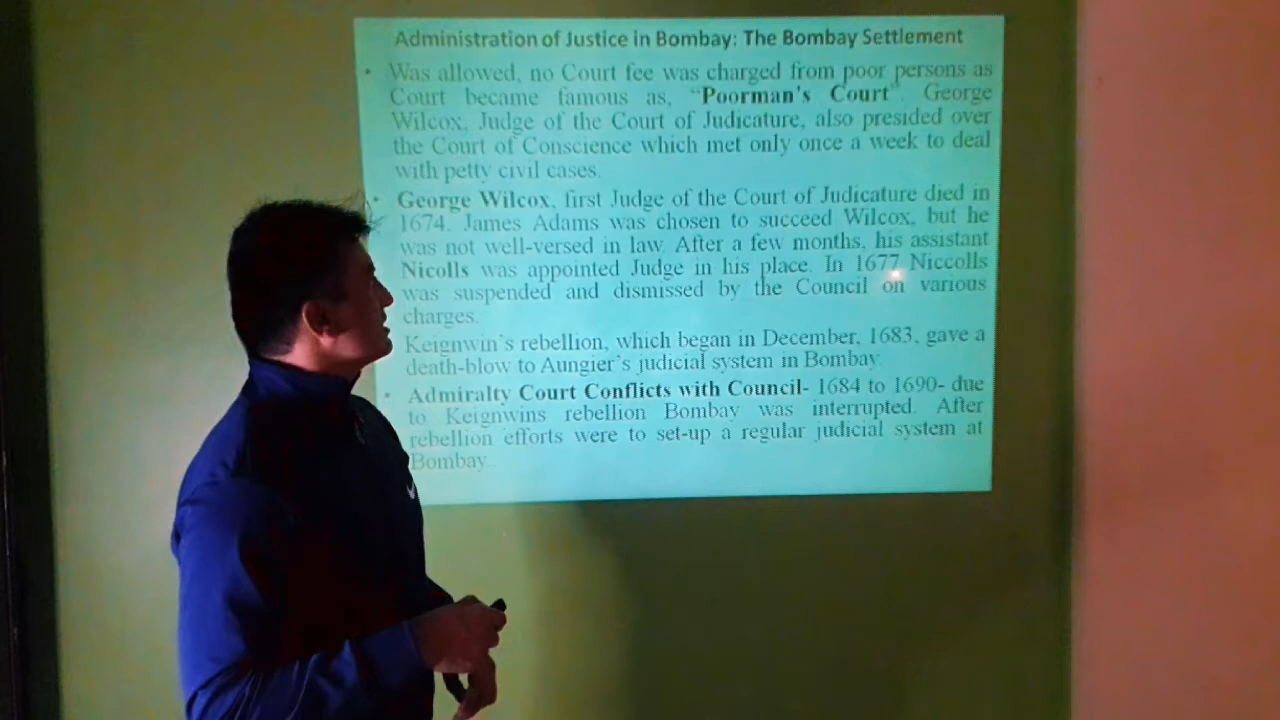 Administration of Justice in Bombay: The Bombay Settlement
• Was allowed, no Court fee was charged from poor persons as
Court became famous as, “Poorman's Court”. George
Wilcox, Judge of the Court of Judicature, also presided over
the Court of Conscience which met only once a week to deal
with petty civil cases.
• George Wilcox, first Judge of the Court of Judicature died in
1674. James Adams was chosen to succeed Wilcox, but he
was not well-versed in law. After a few months, his assistant
Nicolls was appointed Judge in his place. In 1677 Niccolls
was suspended and dismissed by the Council on various
charges.
Keignwin's rebellion, which began in December, 1683, gave a
death-blow to Aungier's judicial system in Bombay.
• Admiralty Court Conflicts with Council- 1684 to 1690- due
to Keignwins rebellion Bombay was interrupted. After
rebellion efforts were to set-up a regular judicial system at
Bombay..